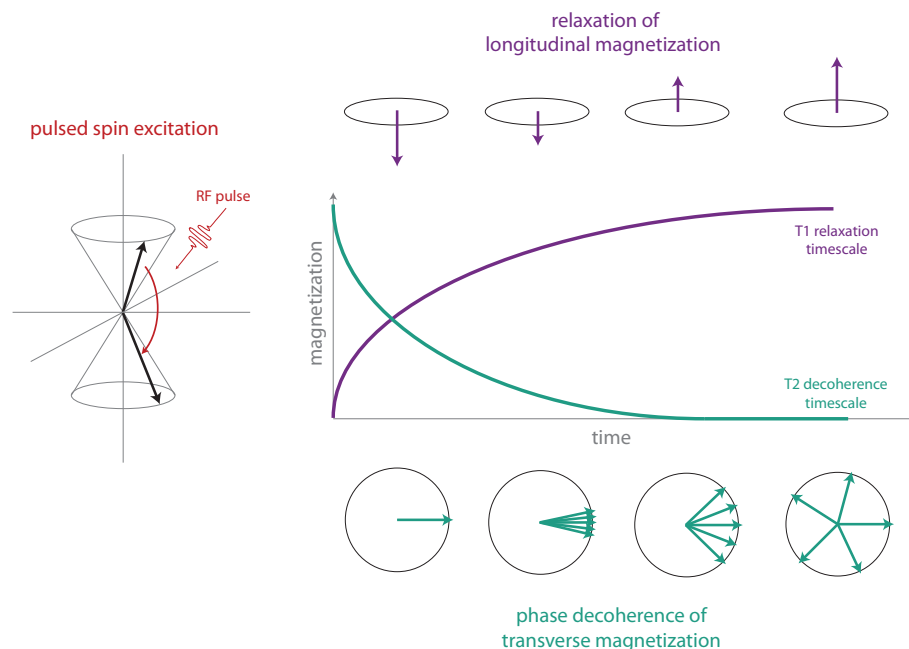 relaxation of
longitudinal magnetization
pulsed spin excitation
RF pulse
magnetization
T1 relaxation
timescale
T2 decoherence
timescale
time
phase decoherence of
transverse magnetization